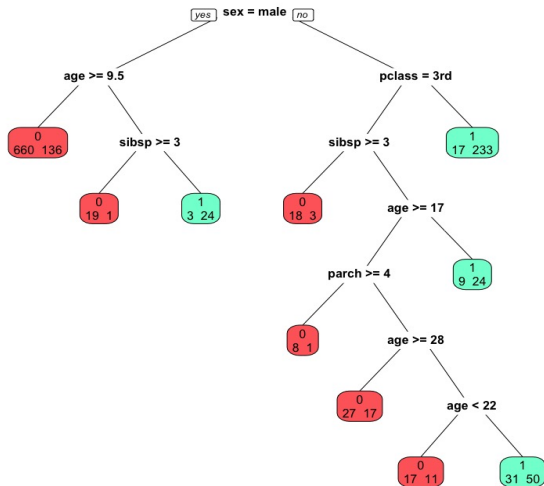 yes sex = male no
age >= 9.5
pclass = 3rd
0
660 136
sibsp >= 3
sibsp >= 3
1
17 233
0
19 1
1
3 24
0
18 3
age >= 17
parch >= 4
1
9 24
0
8 1
age >= 28
0
27 17
age < 22
0
17 11
1
31 50